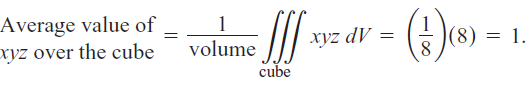 Average value of xyz over the cube = 1/volume ∭cube xyz dV = (1/8)(8) = 1.